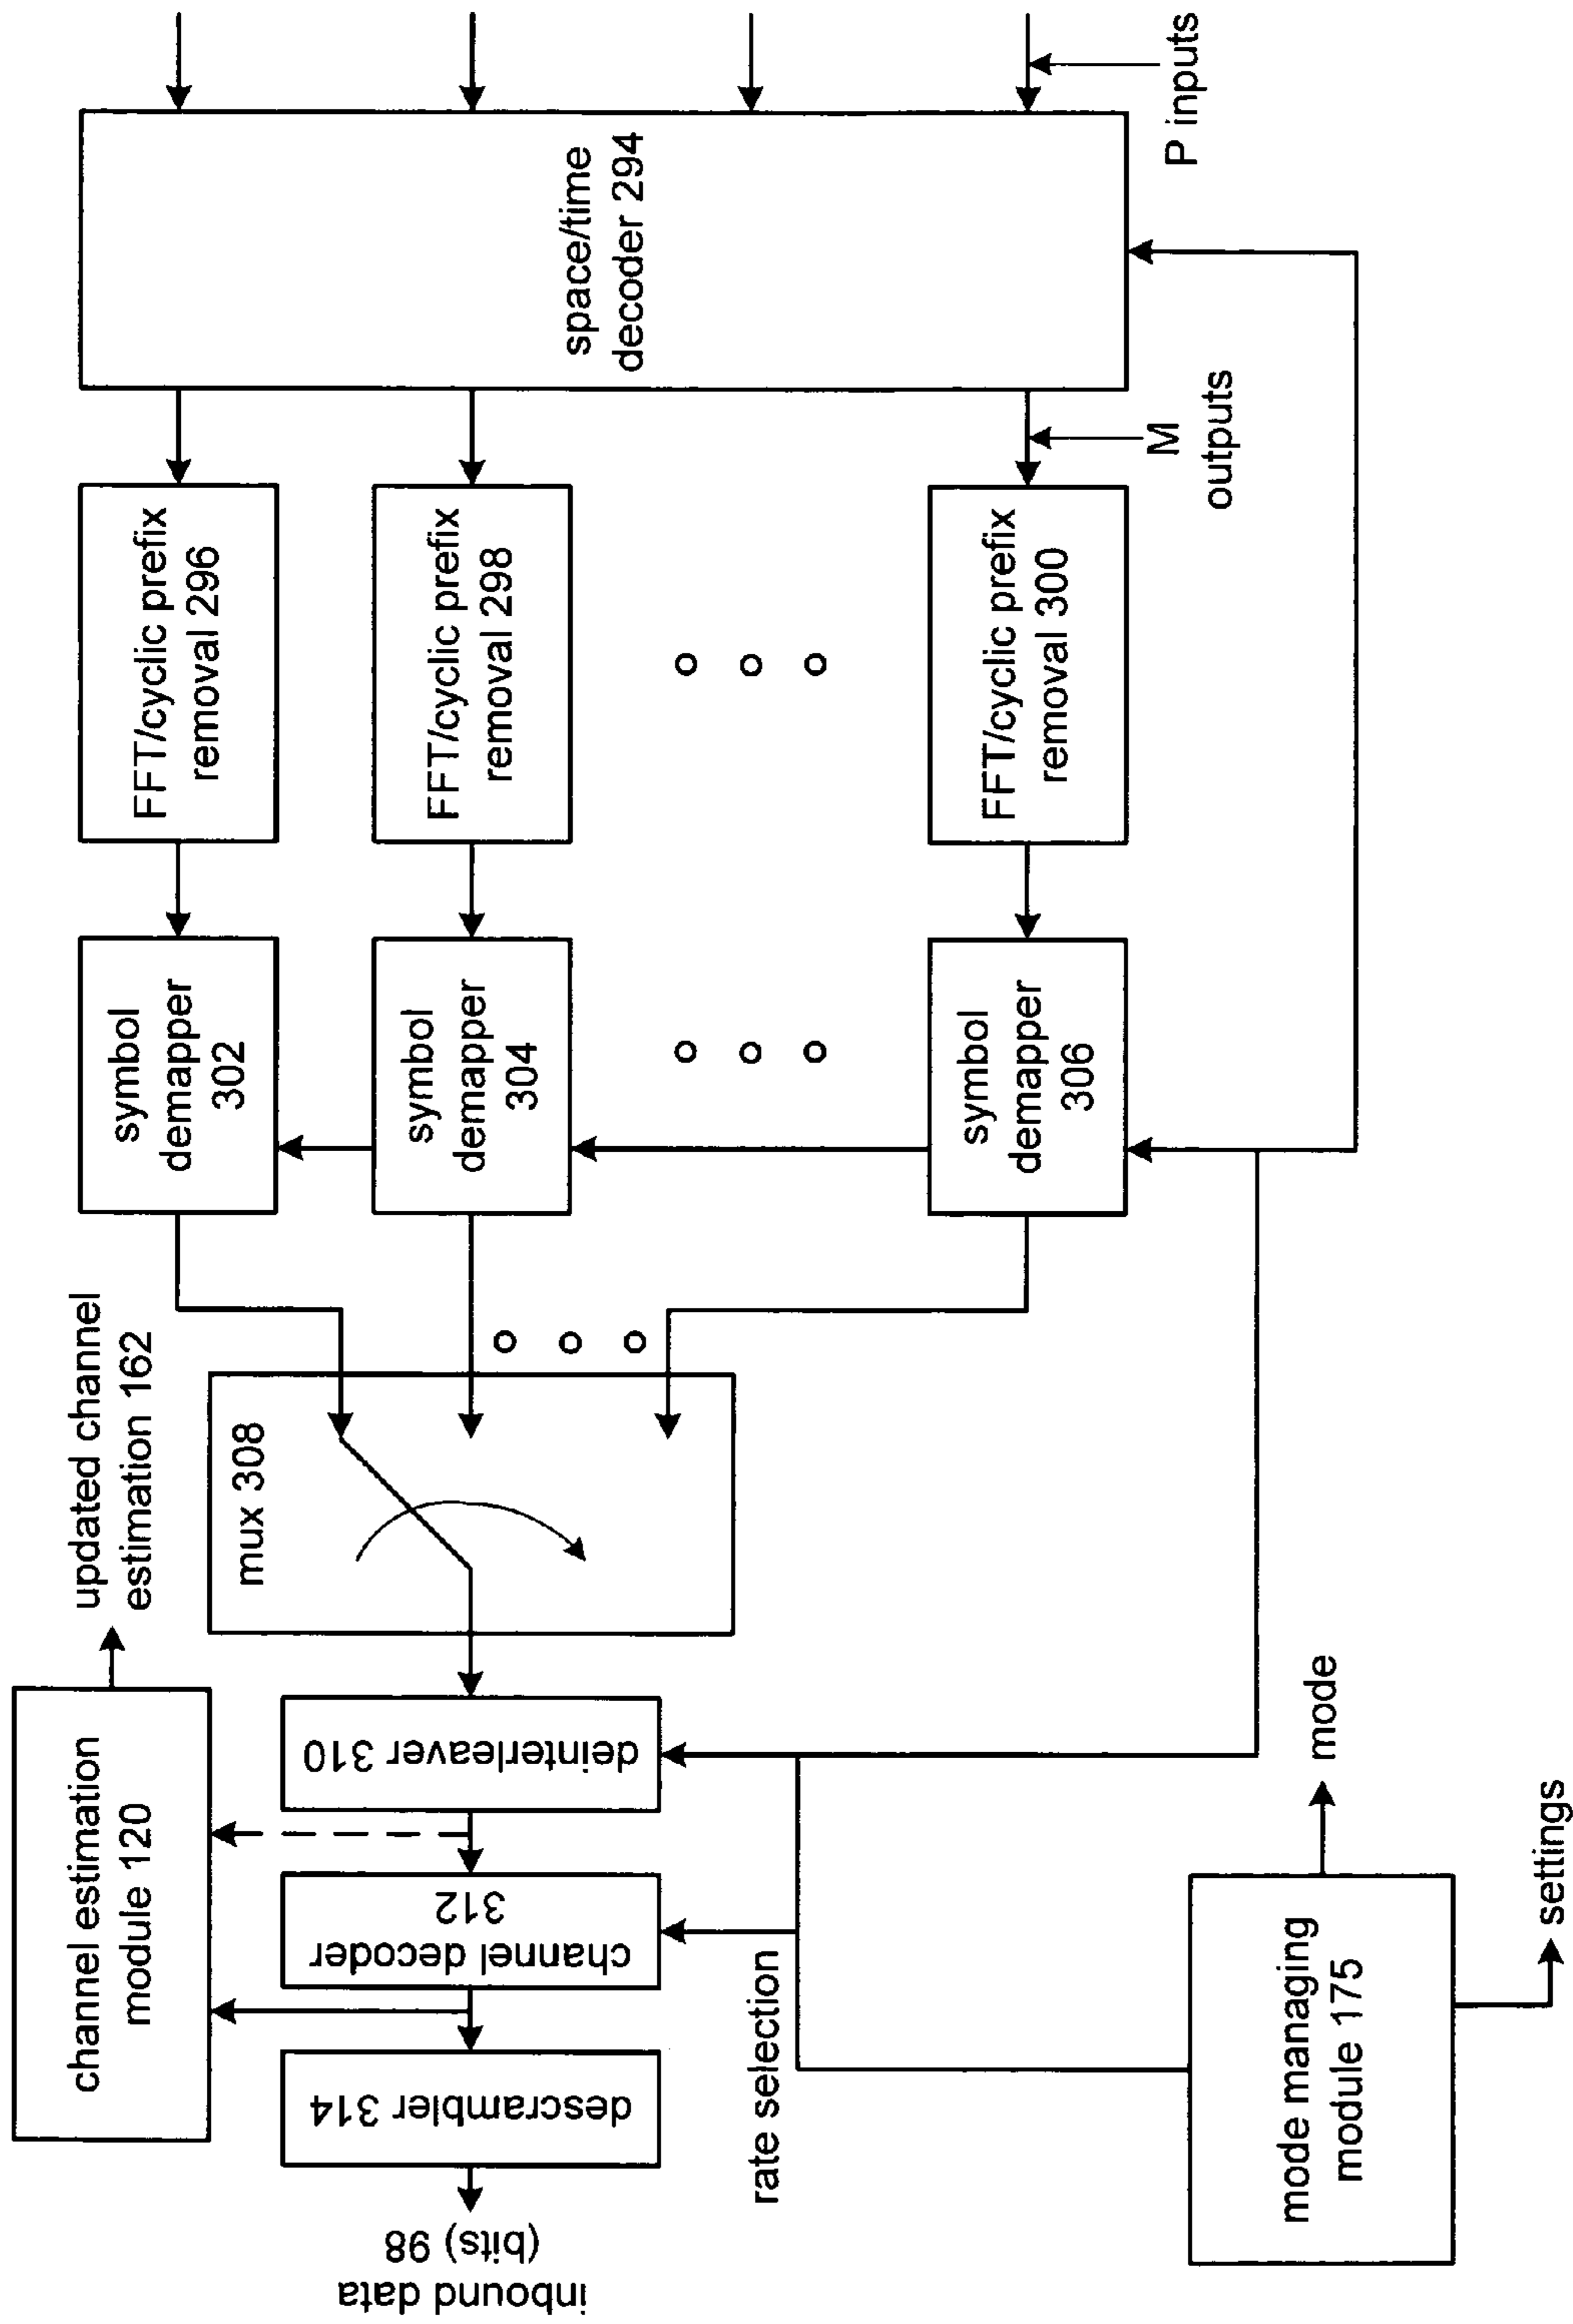 channel estimation
module 120
updated channel
estimation 162
inbound data
(bits) 98
descrambler 314
channel decoder
312
deinterleaver 310
mux 308
symbol
demapper
302
symbol
demapper
304
symbol
demapper
306
FFT/cyclic prefix
removal 296
FFT/cyclic prefix
removal 298
FFT/cyclic prefix
removal 300
space/time
decoder 294
M
outputs
P inputs
rate selection
mode managing
module 175
mode
settings